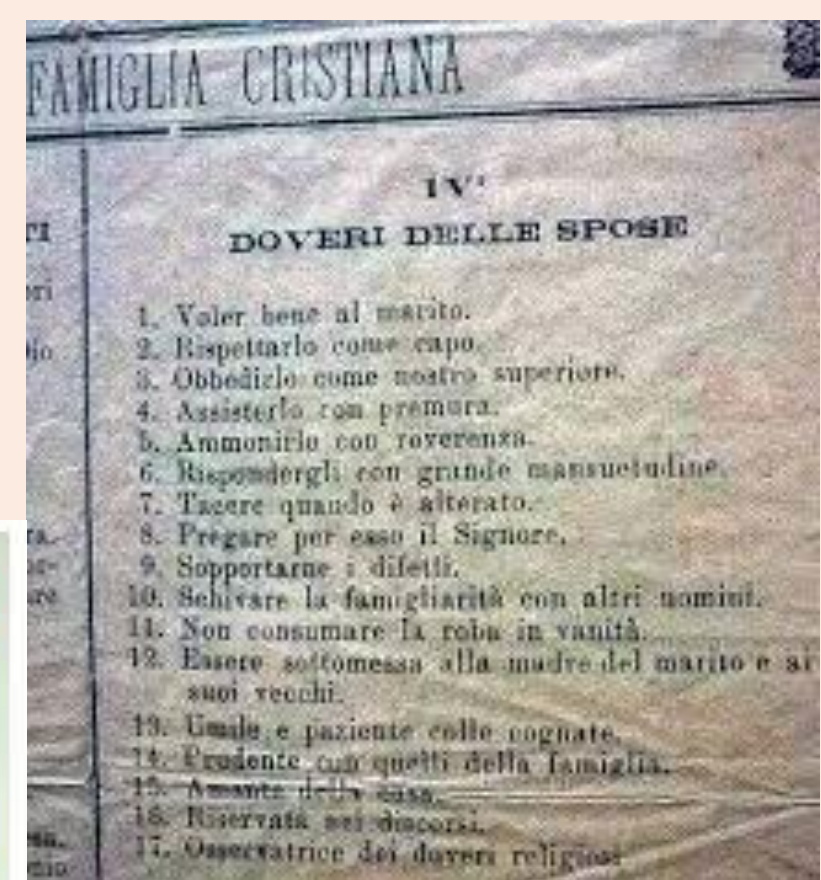 FAMIGLIA CRISTIANA
IV°
DOVERI DELLE SPOSE
1. Voler bene al marito.
2. Rispettarlo come capo.
3. Obbedirlo come nostro superiore.
4. Assisterlo con premura.
5. Ammonirlo con reverenza.
6. Rispondergli con grande mansuetudine.
7. Tacere quando è alterato.
8. Pregare per esso il Signore.
9. Sopportarne i difetti.
10. Schivare la famigliarità con altri uomini.
11. Non consumare la roba in vanità.
12. Essere sottomessa alla madre del marito e ai
suoi vecchi.
13. Umile e paziente colle cognate.
14. Prudente con quelli della famiglia.
15. Amante della casa.
16. Riservata nei discorsi.
17. Osservatrice dei doveri religiosi